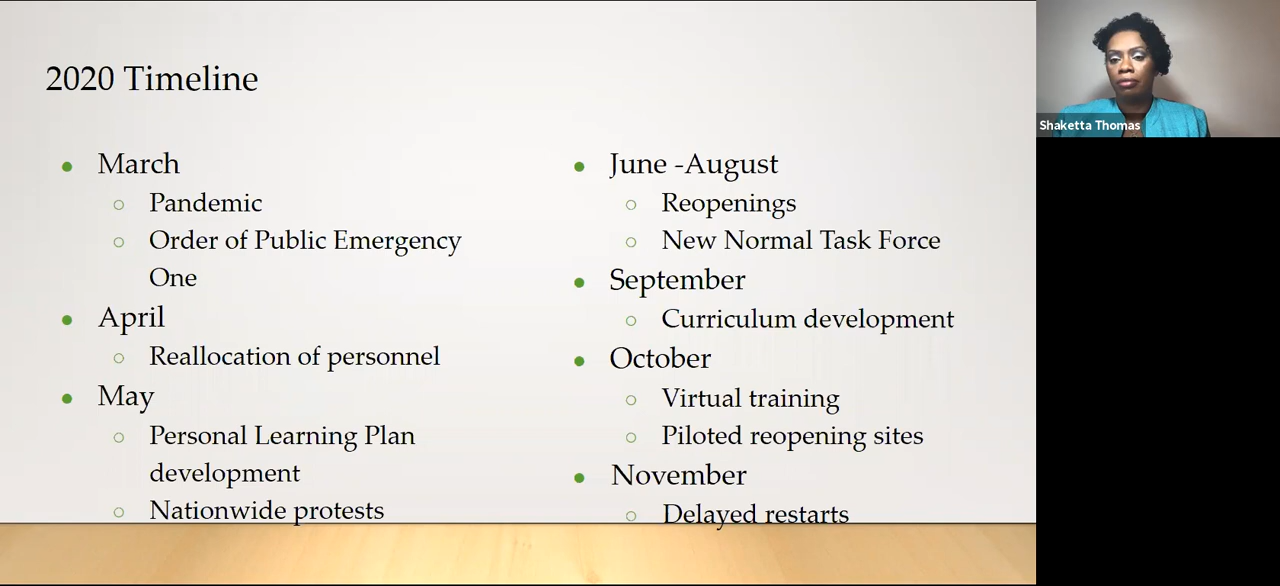 2020 Timeline
March
Pandemic
Order of Public Emergency
One
April
Reallocation of personnel
May
Personal Learning Plan
development
Nationwide protests
June -August
Reopenings
New Normal Task Force
September
Curriculum development
October
Virtual training
Piloted reopening sites
November
Delayed restarts
Shaketta Thomas